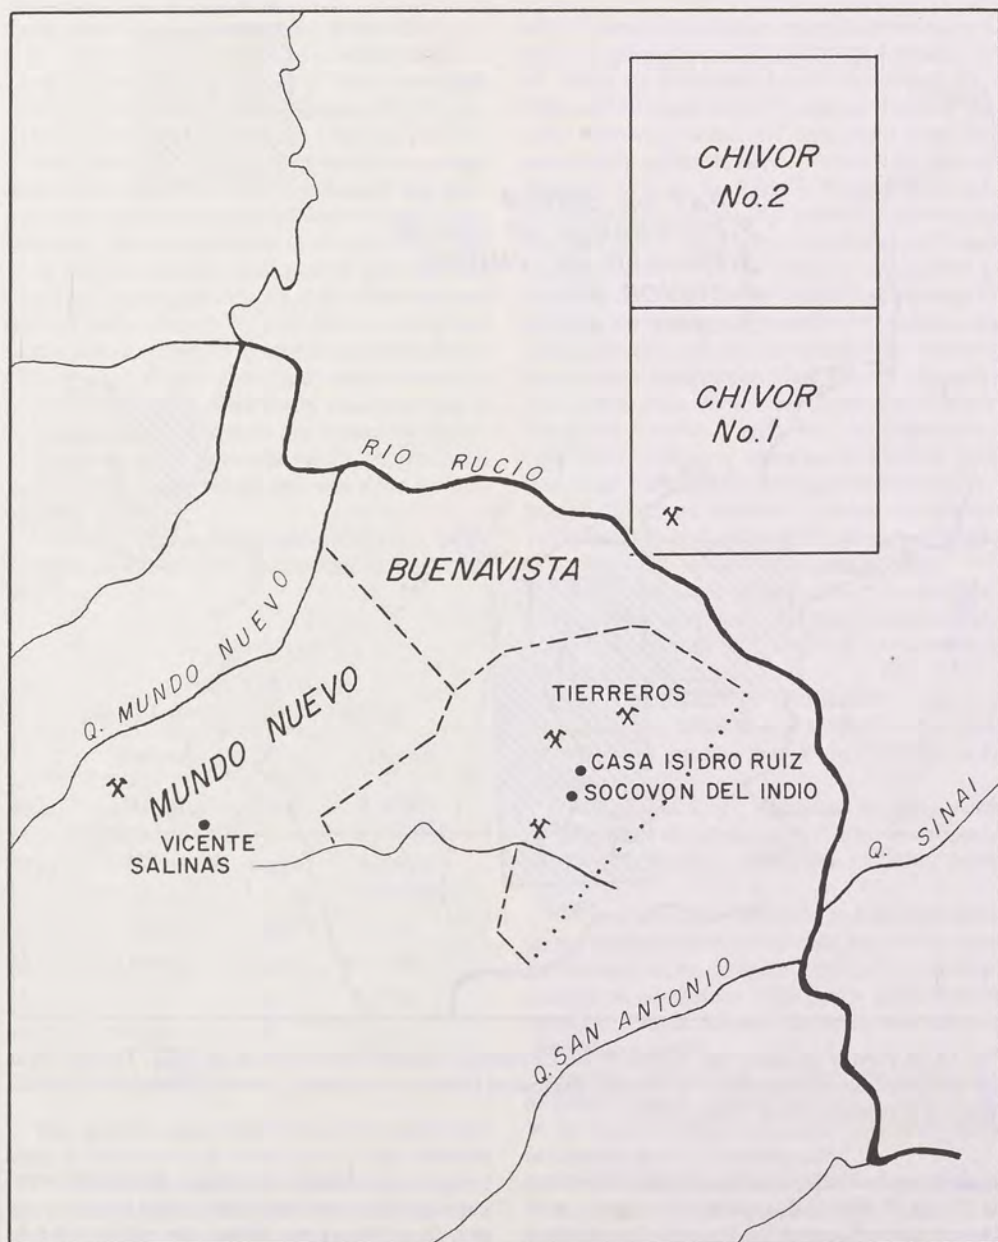 CHIVOR
No. 2
CHIVOR
No. 1
RIO RUCIO
BUENAVISTA
Q. MUNDO NUEVO
MUNDO NUEVO
TIERREROS
CASA ISIDRO RUIZ
SOCOVON DEL INDIO
VICENTE
SALINAS
Q. SINAI
Q. SAN ANTONIO